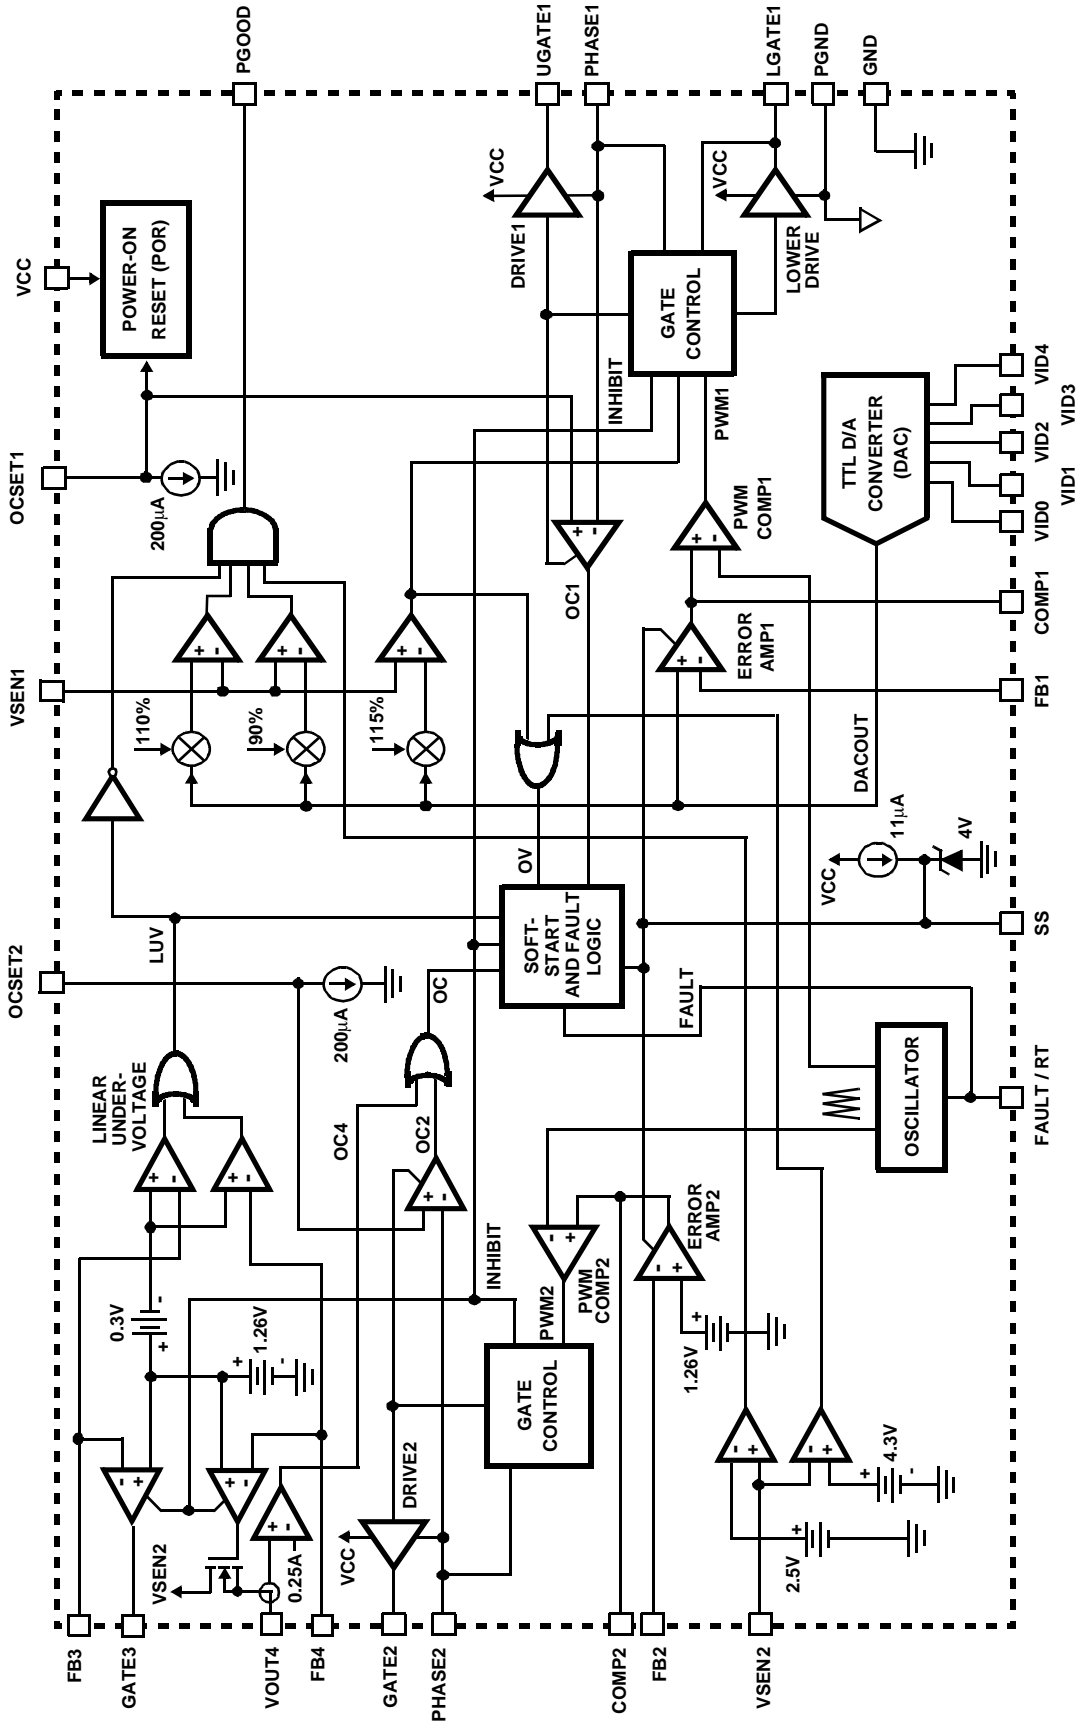 OCSET2
VSEN1
OCSET1
VCC
FB3
GATE3
VSEN2
VOUT4
0.25A
FB4
0.3V
+
-
+
1.26V
-
LINEAR
UNDER-
VOLTAGE
LUV
110%
90%
115%
200µA
POWER-ON
RESET (POR)
PGOOD
+
-
+
-
+
-
+
-
+
-
+
-
+
-
+
-
OC4
200µA
GATE2
VCC
DRIVE2
PHASE2
OC2
+
-
OC
INHIBIT
OV
OC1
+
-
DRIVE1
VCC
UGATE1
PHASE1
INHIBIT
GATE
CONTROL
PWM2
PWM
COMP2
-
+
SOFT-
START
AND FAULT
LOGIC
FAULT
GATE
CONTROL
PWM1
VCC
LGATE1
LOWER
DRIVE
PGND
GND
COMP2
FB2
1.26V
+
-
+
ERROR
AMP2
+
-
ERROR
AMP1
+
-
PWM
COMP1
VSEN2
-
+
-
+
2.5V
+
4.3V
+
-
OSCILLATOR
VCC
11µA
4V
DACOUT
TTL D/A
CONVERTER
(DAC)
FAULT / RT
SS
FB1
COMP1
VID0
VID1
VID2
VID3
VID4